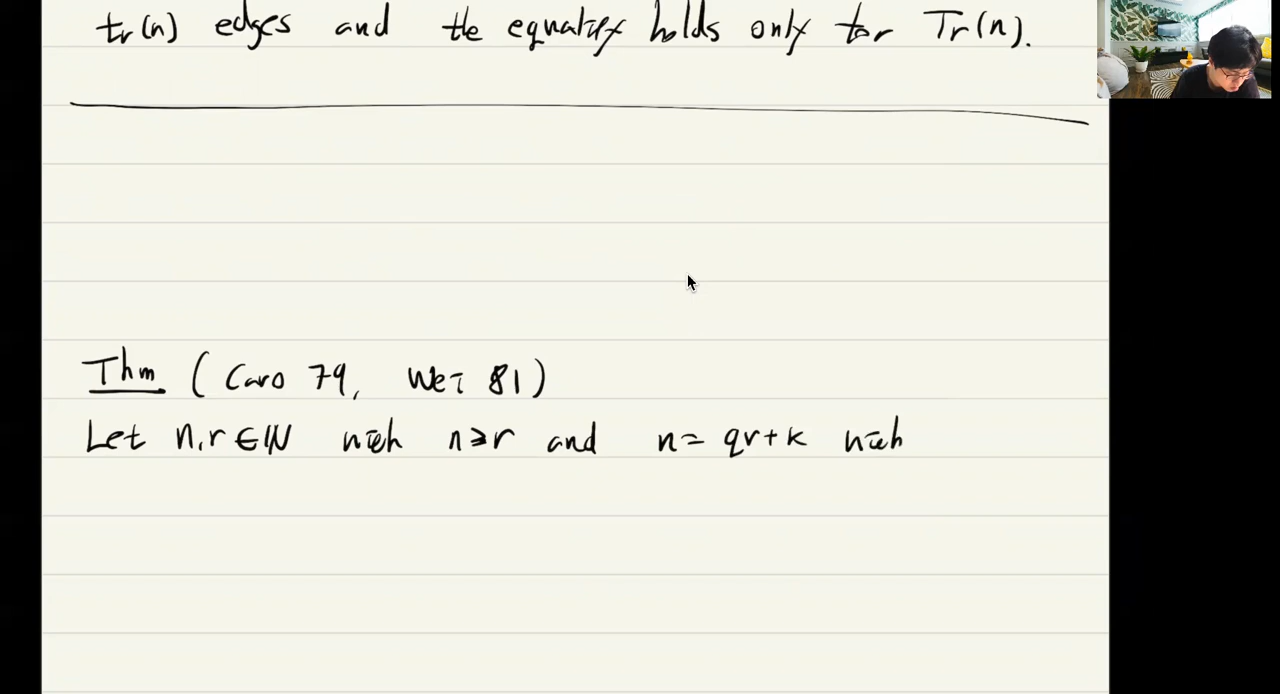 tr(n) edges and the equality holds only for Tr(n).
Thm (Caro 79, Wei 81)
Let n,r ∈ ℕ with n ≥ r and n = qr + k with